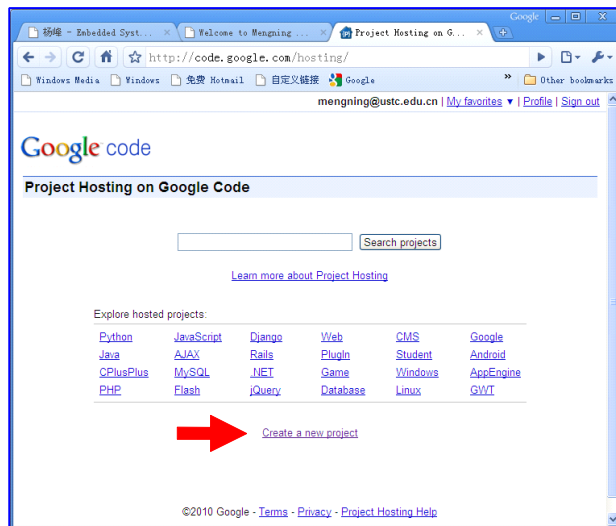 Google
杨峰 - Embedded Syst...
Welcome to Mengning ...
Project Hosting on G...
http://code.google.com/hosting/
Windows Media Windows 免费 Hotmail 自定义链接 Google » Other bookmarks
mengning@ustc.edu.cn | My favorites ▼ | Profile | Sign out
Google code
Project Hosting on Google Code
Search projects
Learn more about Project Hosting
Explore hosted projects:
Python JavaScript Django Web CMS Google
Java AJAX Rails PlugIn Student Android
CPlusPlus MySQL .NET Game Windows AppEngine
PHP Flash jQuery Database Linux GWT
Create a new project
©2010 Google - Terms - Privacy - Project Hosting Help